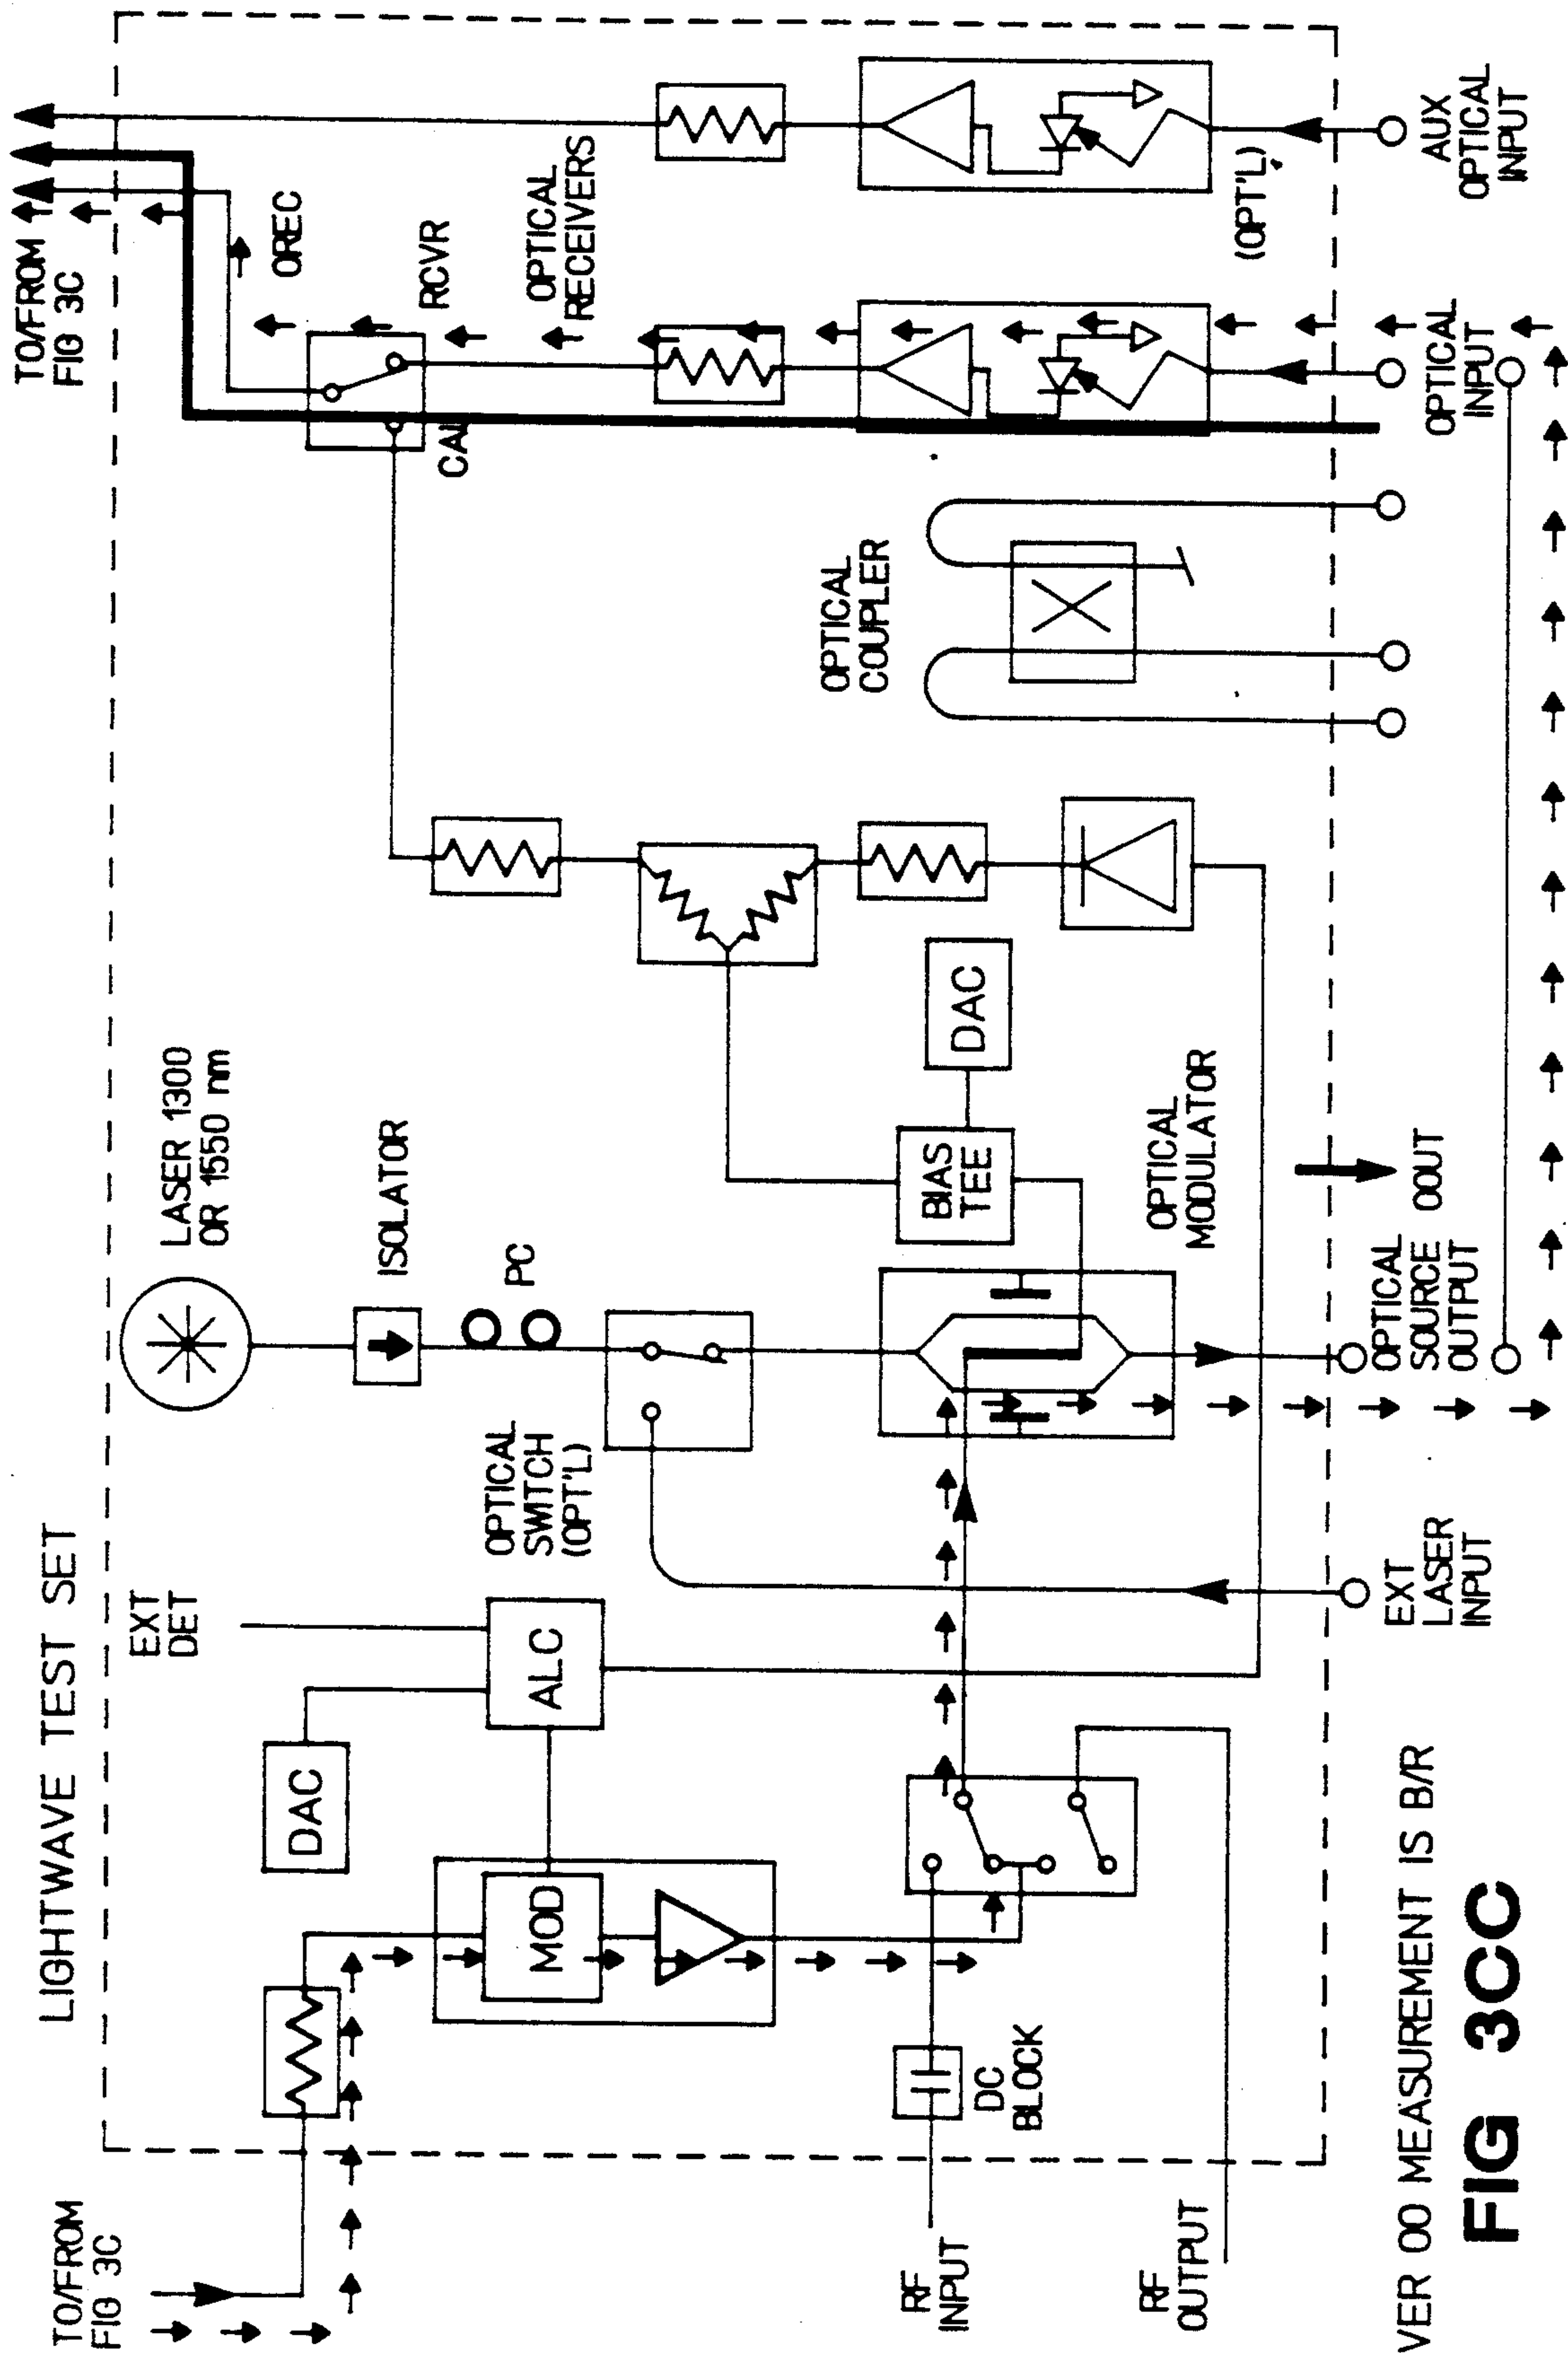 LIGHTWAVE TEST SET
TO/FROM
FIG 3C
DAC
EXT
DET
ALC
MOD
LASER 1300
OR 1550 nm
ISOLATOR
PC
OPTICAL
SWITCH
(OPT'L)
BIAS
TEE
DAC
OPTICAL
MODULATOR
OPTICAL
COUPLER
CAL
RCVR
OREC
TO/FROM
FIG 3C
OPTICAL
RECEIVERS
(OPT'L)
DC
BLOCK
RF
INPUT
RF
OUTPUT
EXT
LASER
INPUT
OPTICAL
SOURCE OOUT
OUTPUT
OPTICAL
INPUT
AUX
OPTICAL
INPUT
VER OO MEASUREMENT IS B/R
FIG 3CC